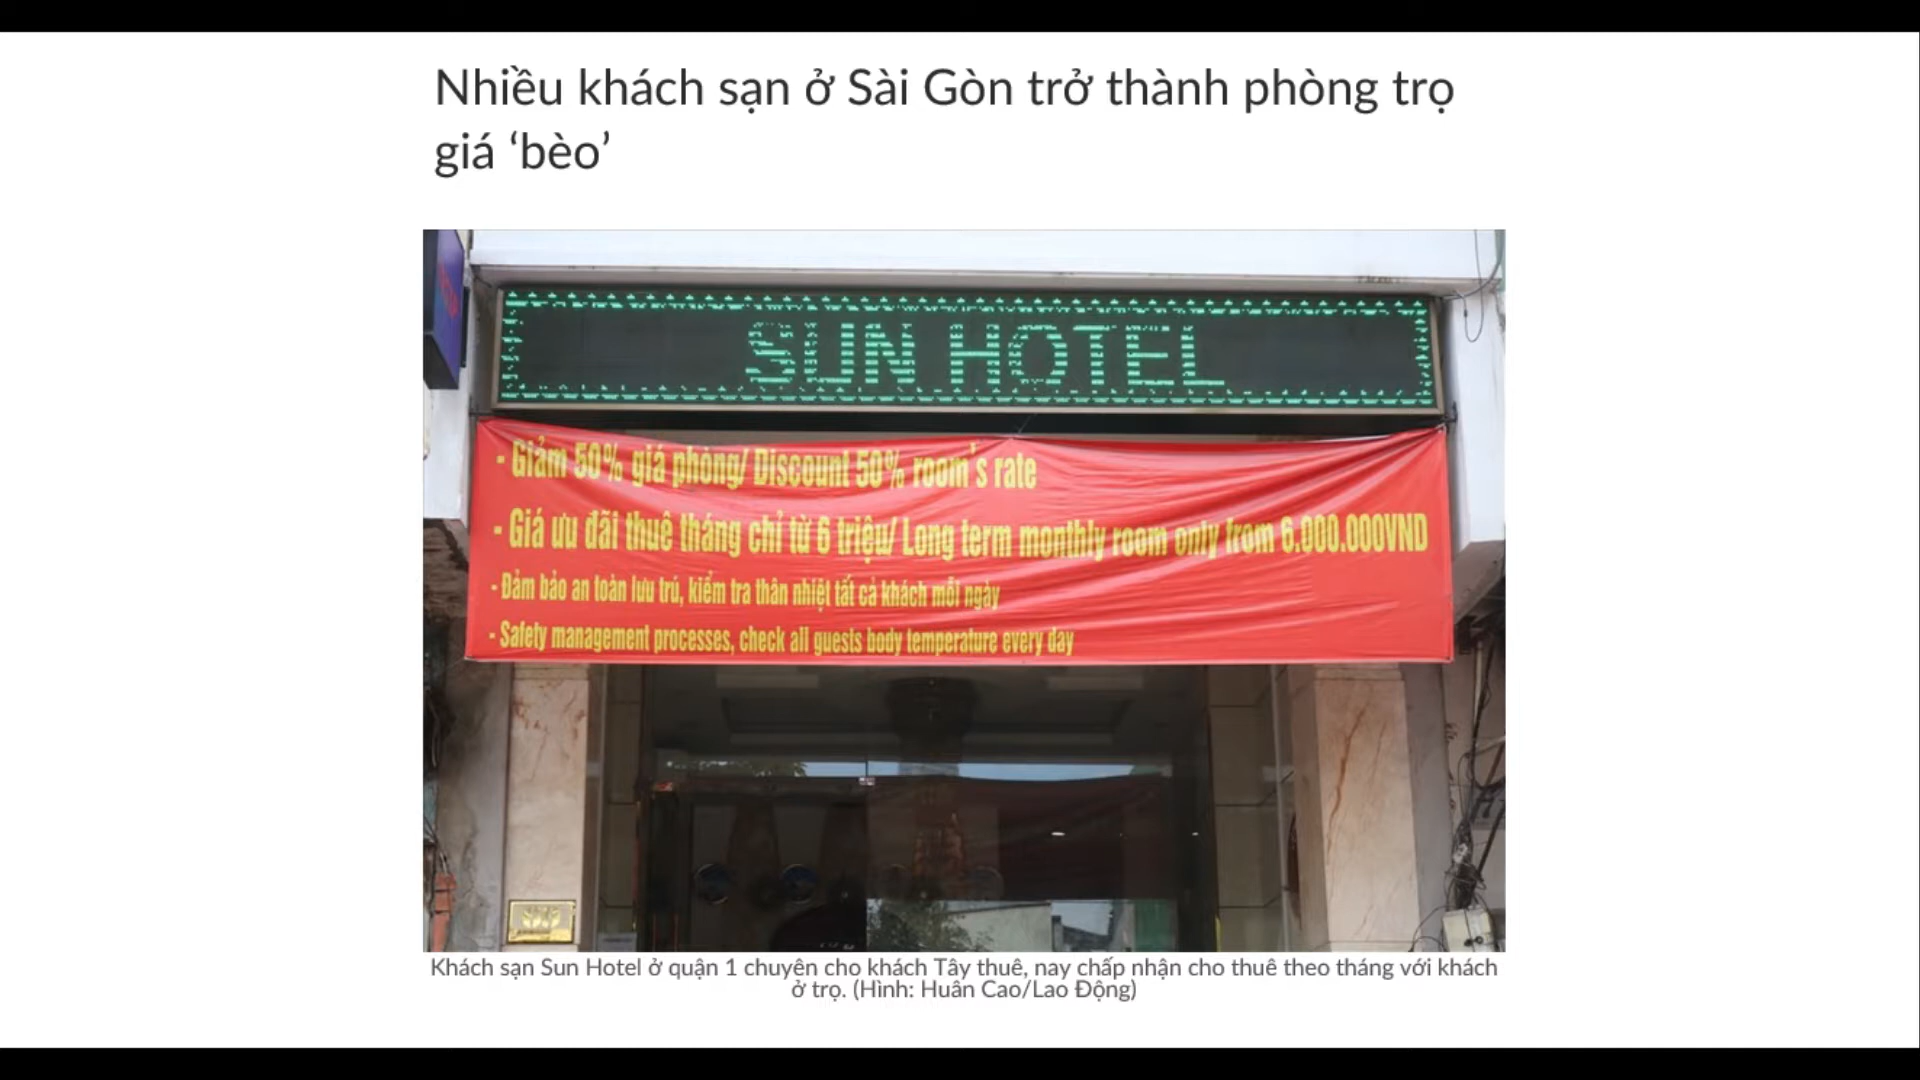 Nhiều khách sạn ở Sài Gòn trở thành phòng trọ
giá ‘bèo’
SUN HOTEL
- Giảm 50% giá phòng/ Discount 50% room's rate
- Giá ưu đãi thuê tháng chỉ từ 6 triệu/ Long term monthly room only from 6.000.000VND
- Đảm bảo an toàn lưu trú, kiểm tra thân nhiệt tất cả khách mỗi ngày
- Safety management processes, check all guests body temperature every day
Khách sạn Sun Hotel ở quận 1 chuyên cho khách Tây thuê, nay chấp nhận cho thuê theo tháng với khách
ở trọ. (Hình: Huân Cao/Lao Động)